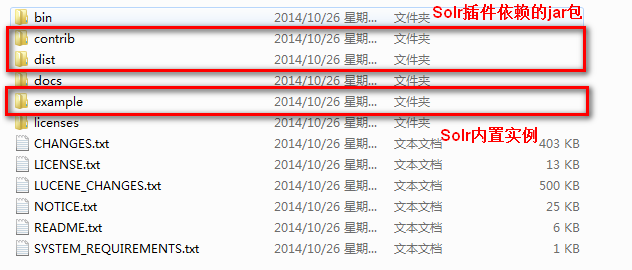 bin 2014/10/26 星期... 文件夹 Solr插件依赖的jar包
contrib 2014/10/26 星期... 文件夹
dist 2014/10/26 星期... 文件夹
docs 2014/10/26 星期... 文件夹
example 2014/10/26 星期... 文件夹
licenses 2014/10/26 星期... 文件夹
Solr内置实例
CHANGES.txt 2014/10/26 星期... 文本文档 403 KB
LICENSE.txt 2014/10/26 星期... 文本文档 13 KB
LUCENE_CHANGES.txt 2014/10/26 星期... 文本文档 500 KB
NOTICE.txt 2014/10/26 星期... 文本文档 25 KB
README.txt 2014/10/26 星期... 文本文档 6 KB
SYSTEM_REQUIREMENTS.txt 2014/10/26 星期... 文本文档 1 KB